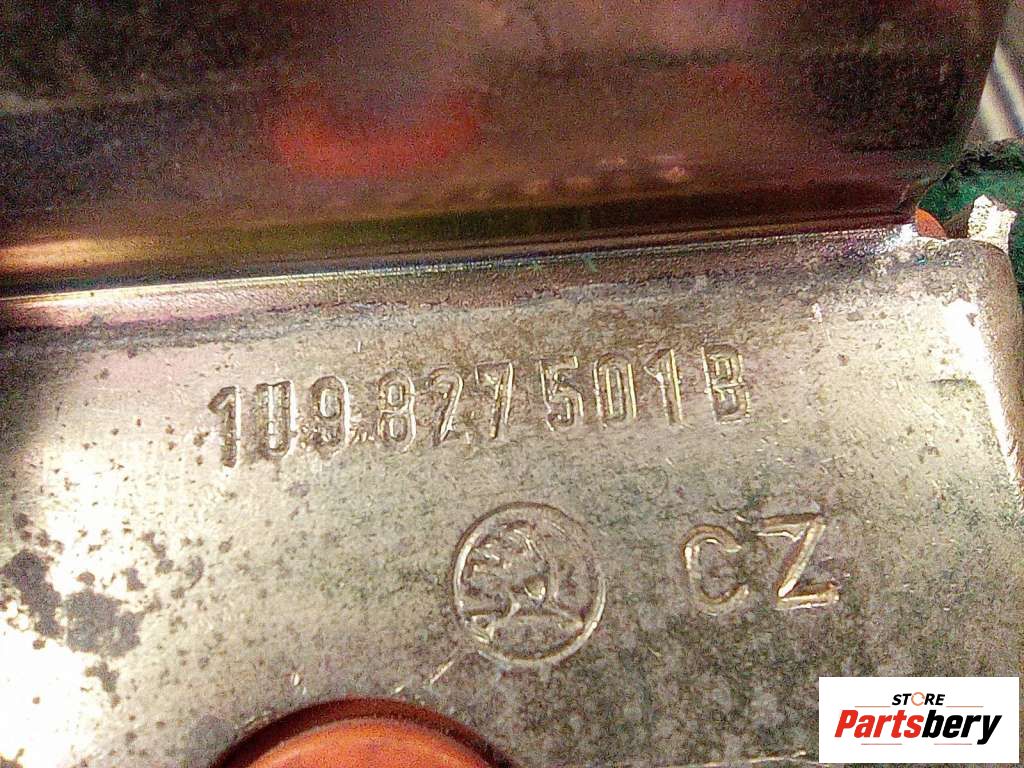 1U9 827 501 B
CZ
STORE
Partsbery